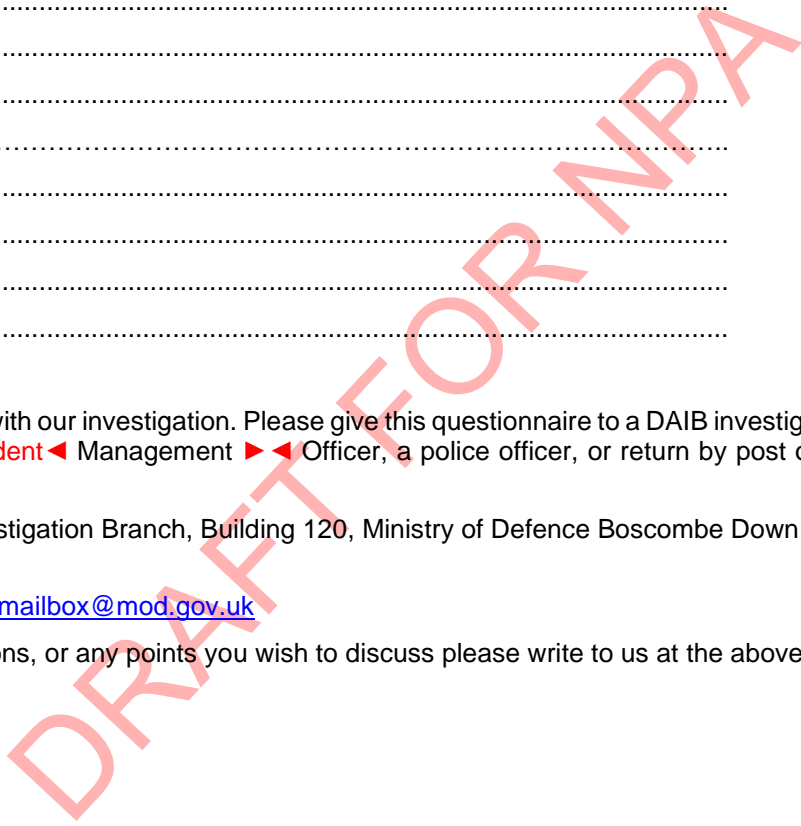 ................................................................................................
................................................................................................
................................................................................................
…………………………………………………………………..
................................................................................................
................................................................................................
................................................................................................
................................................................................................
with our investigation. Please give this questionnaire to a DAIB investig
dent◄ Management ►◄ Officer, a police officer, or return by post o
stigation Branch, Building 120, Ministry of Defence Boscombe Down
mailbox@mod.gov.uk
ons, or any points you wish to discuss please write to us at the above
DRAFT FOR NPA